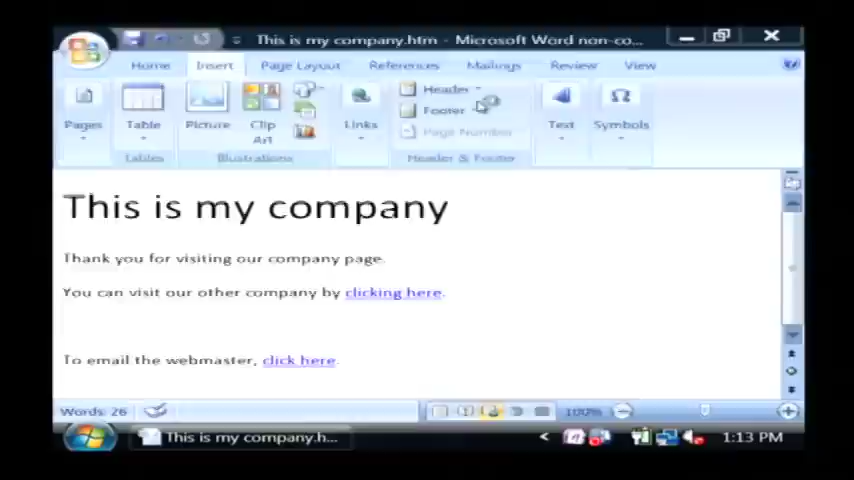 This is my company.htm - Microsoft Word non-co...
Home Insert Page Layout References Mailings Review View
Pages Table Picture Clip Art Links Header Footer Page Number Text Symbols
Tables Illustrations Header & Footer
This is my company
Thank you for visiting our company page.
You can visit our other company by clicking here.
To email the webmaster, click here.
Words: 26 100%
This is my company.h... < 1:13 PM